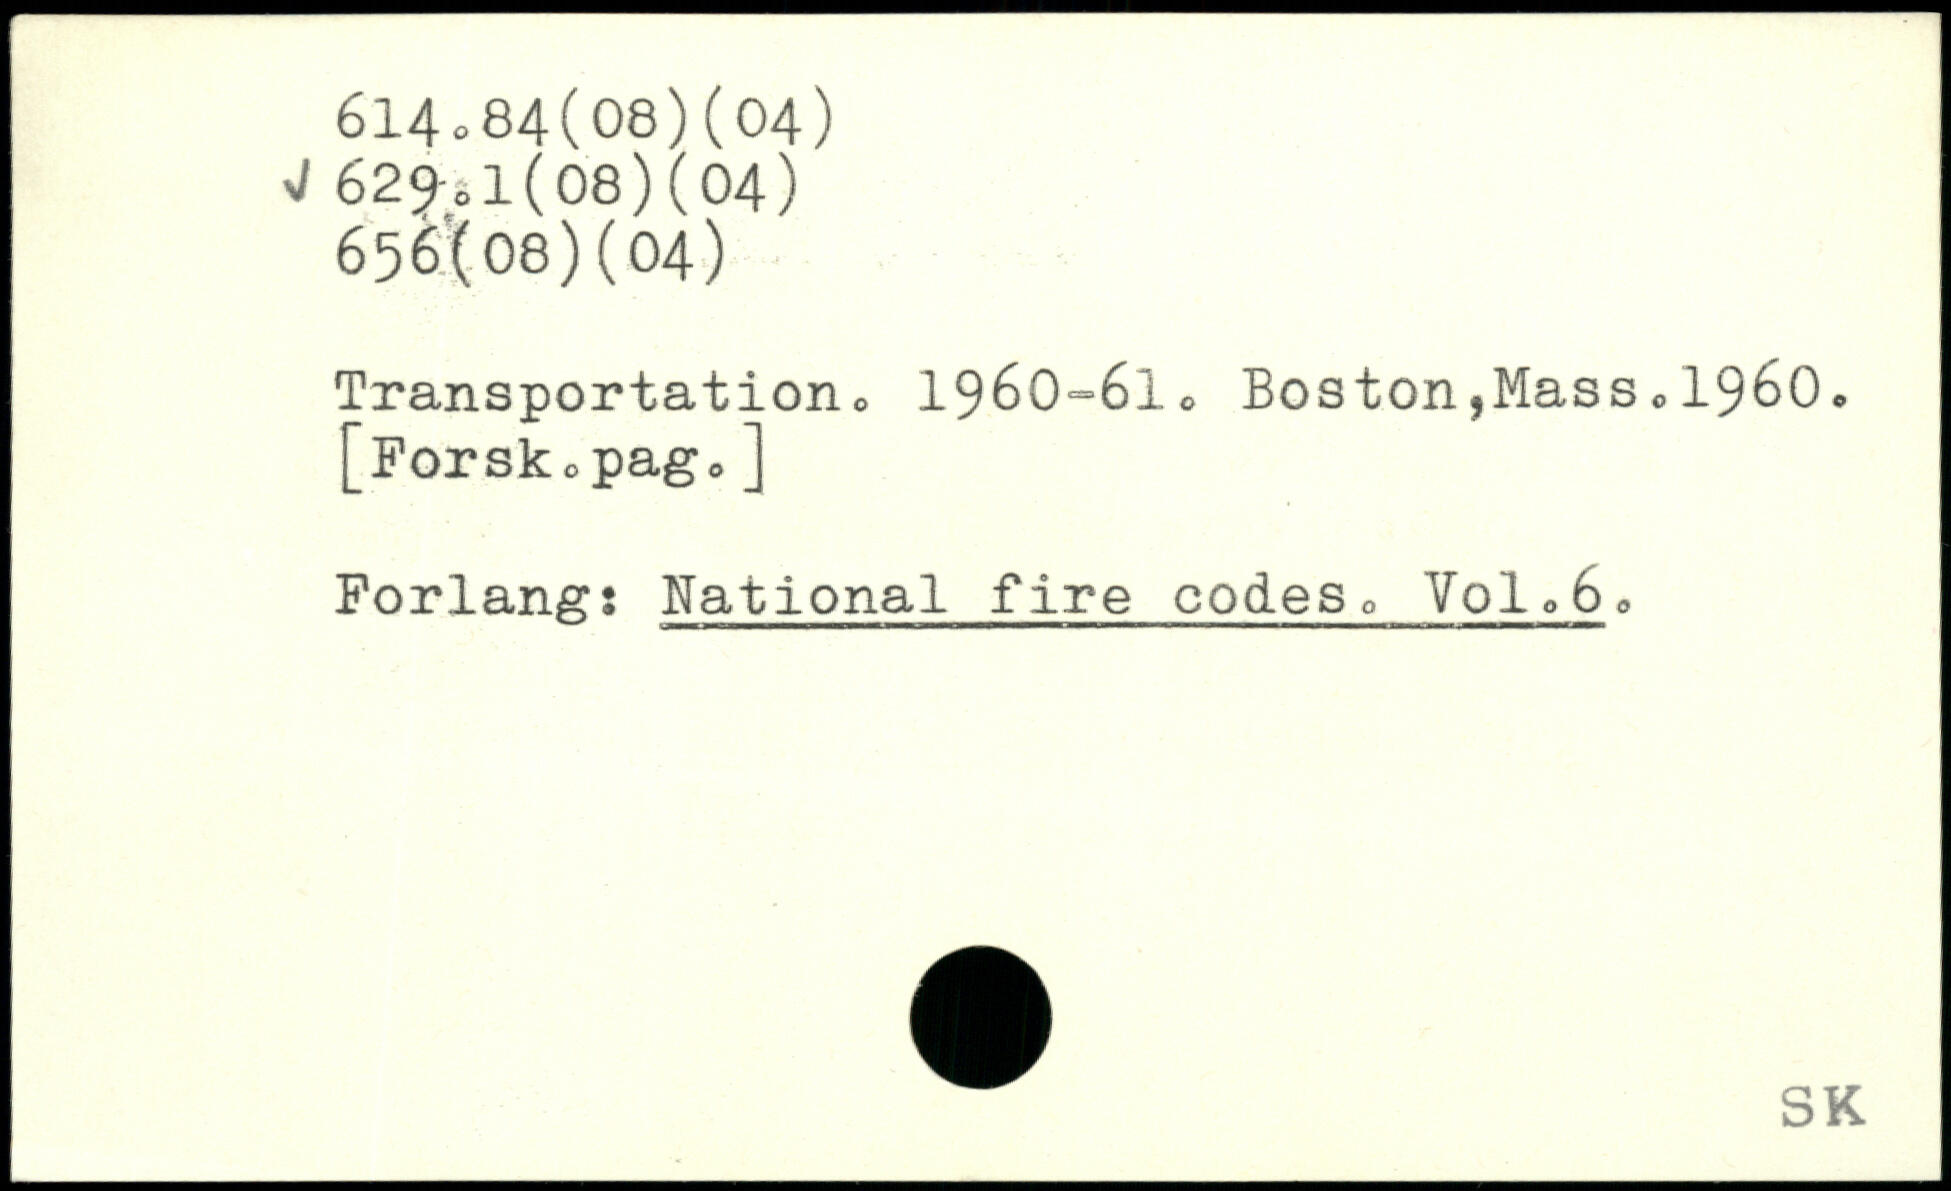 614.84(08)(04)
✓ 629.1(08)(04)
656(08)(04)
Transportation. 1960-61. Boston,Mass.1960.
[Forsk.pag.]
Forlang: National fire codes. Vol.6.
SK